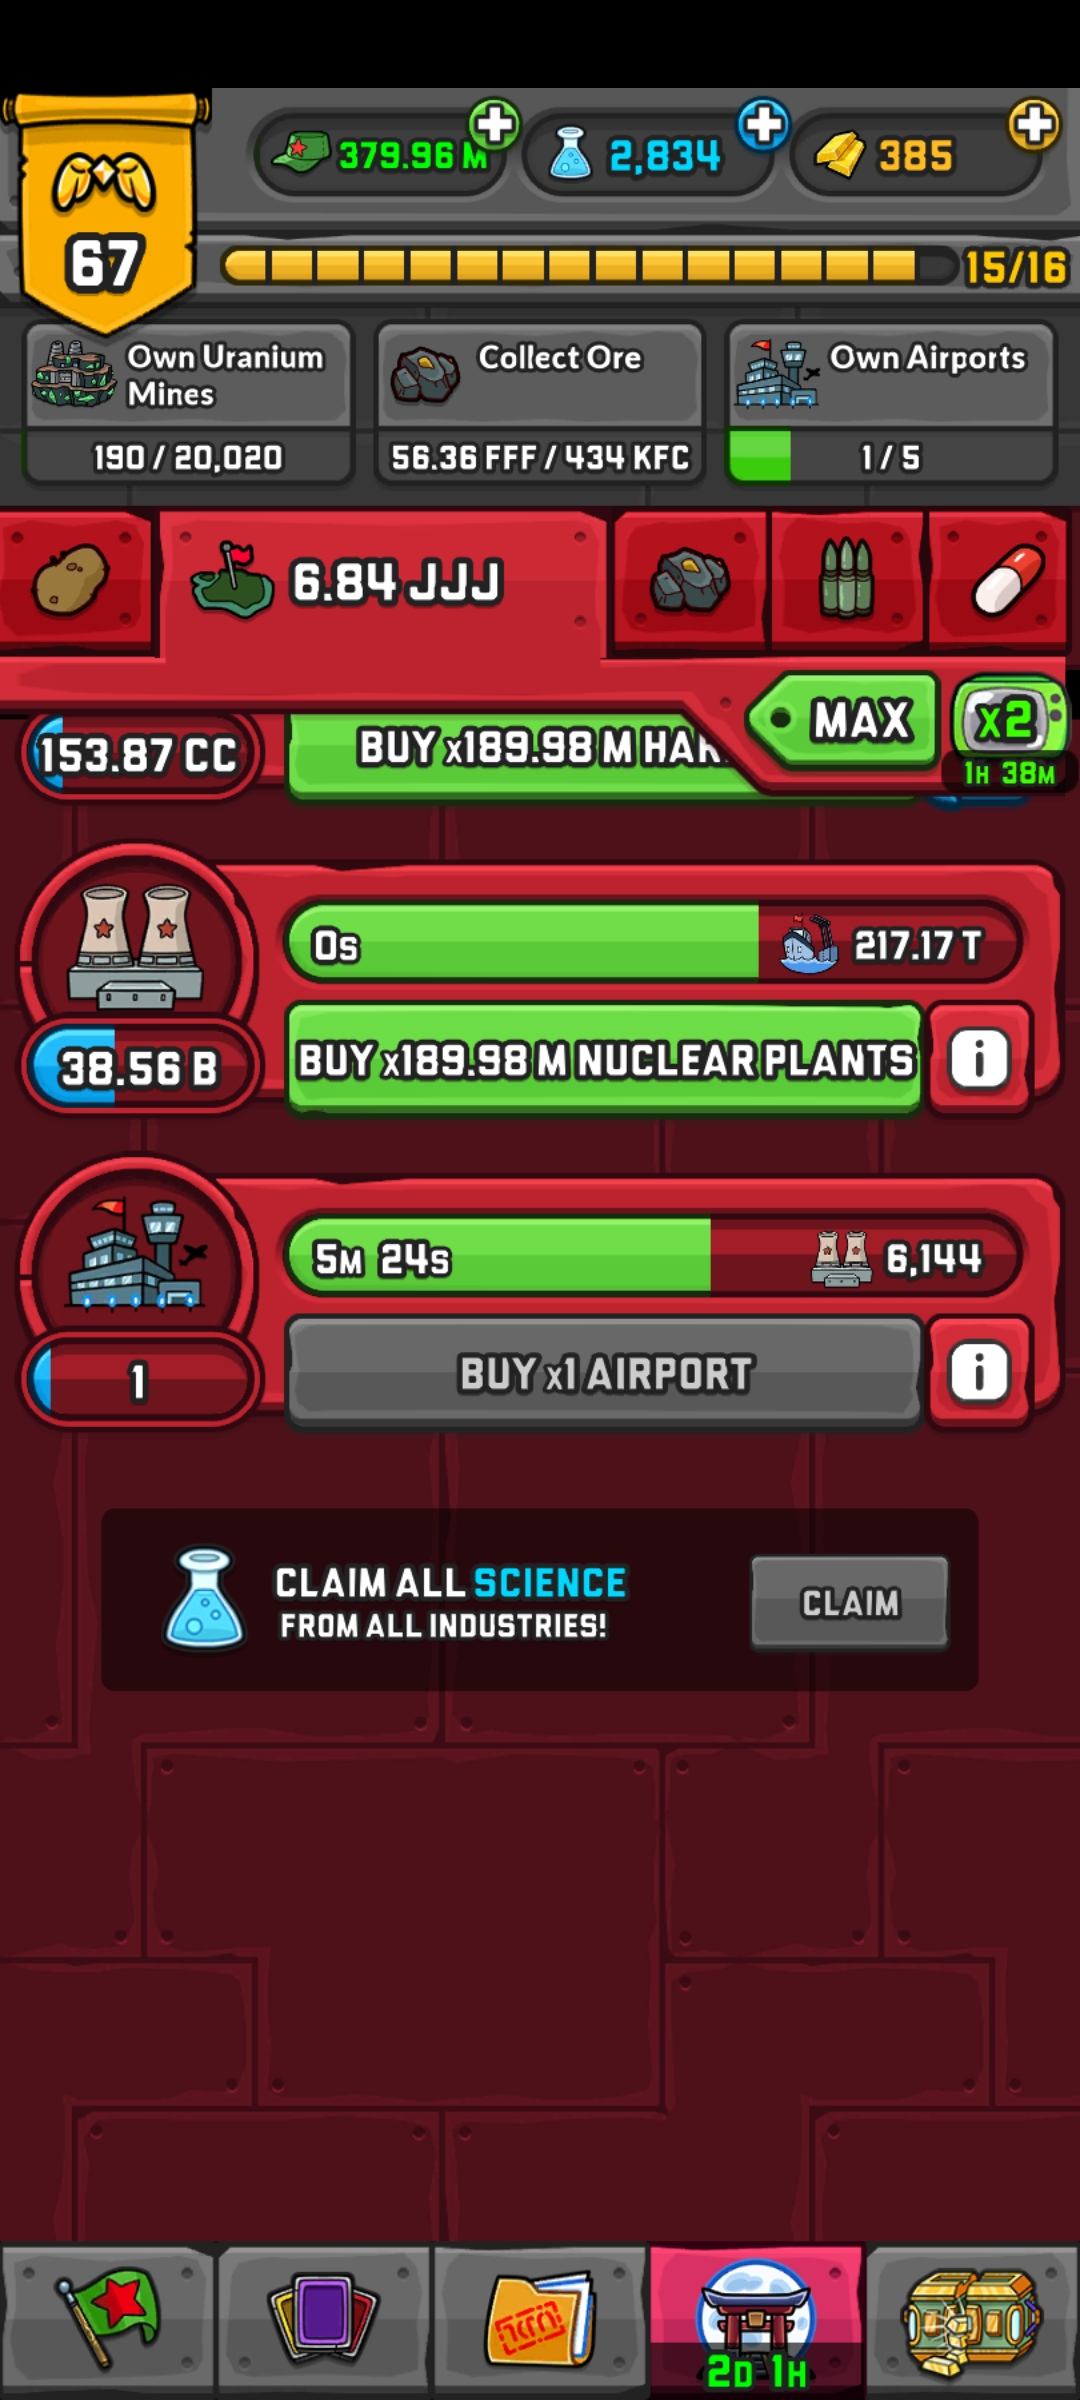 379.96 M
2,834
385
67
15/16
Own Uranium
Mines
190 / 20,020
Collect Ore
56.36 FFF / 434 KFC
Own Airports
1 / 5
6.84 JJJ
MAX
x2
1H 38M
153.87 CC
BUY x189.98 M HAR
0s
217.17 T
38.56 B
BUY x189.98 M NUCLEAR PLANTS
i
5M 24s
6,144
1
BUY x1 AIRPORT
i
CLAIM ALL SCIENCE
FROM ALL INDUSTRIES!
CLAIM
2D 1H